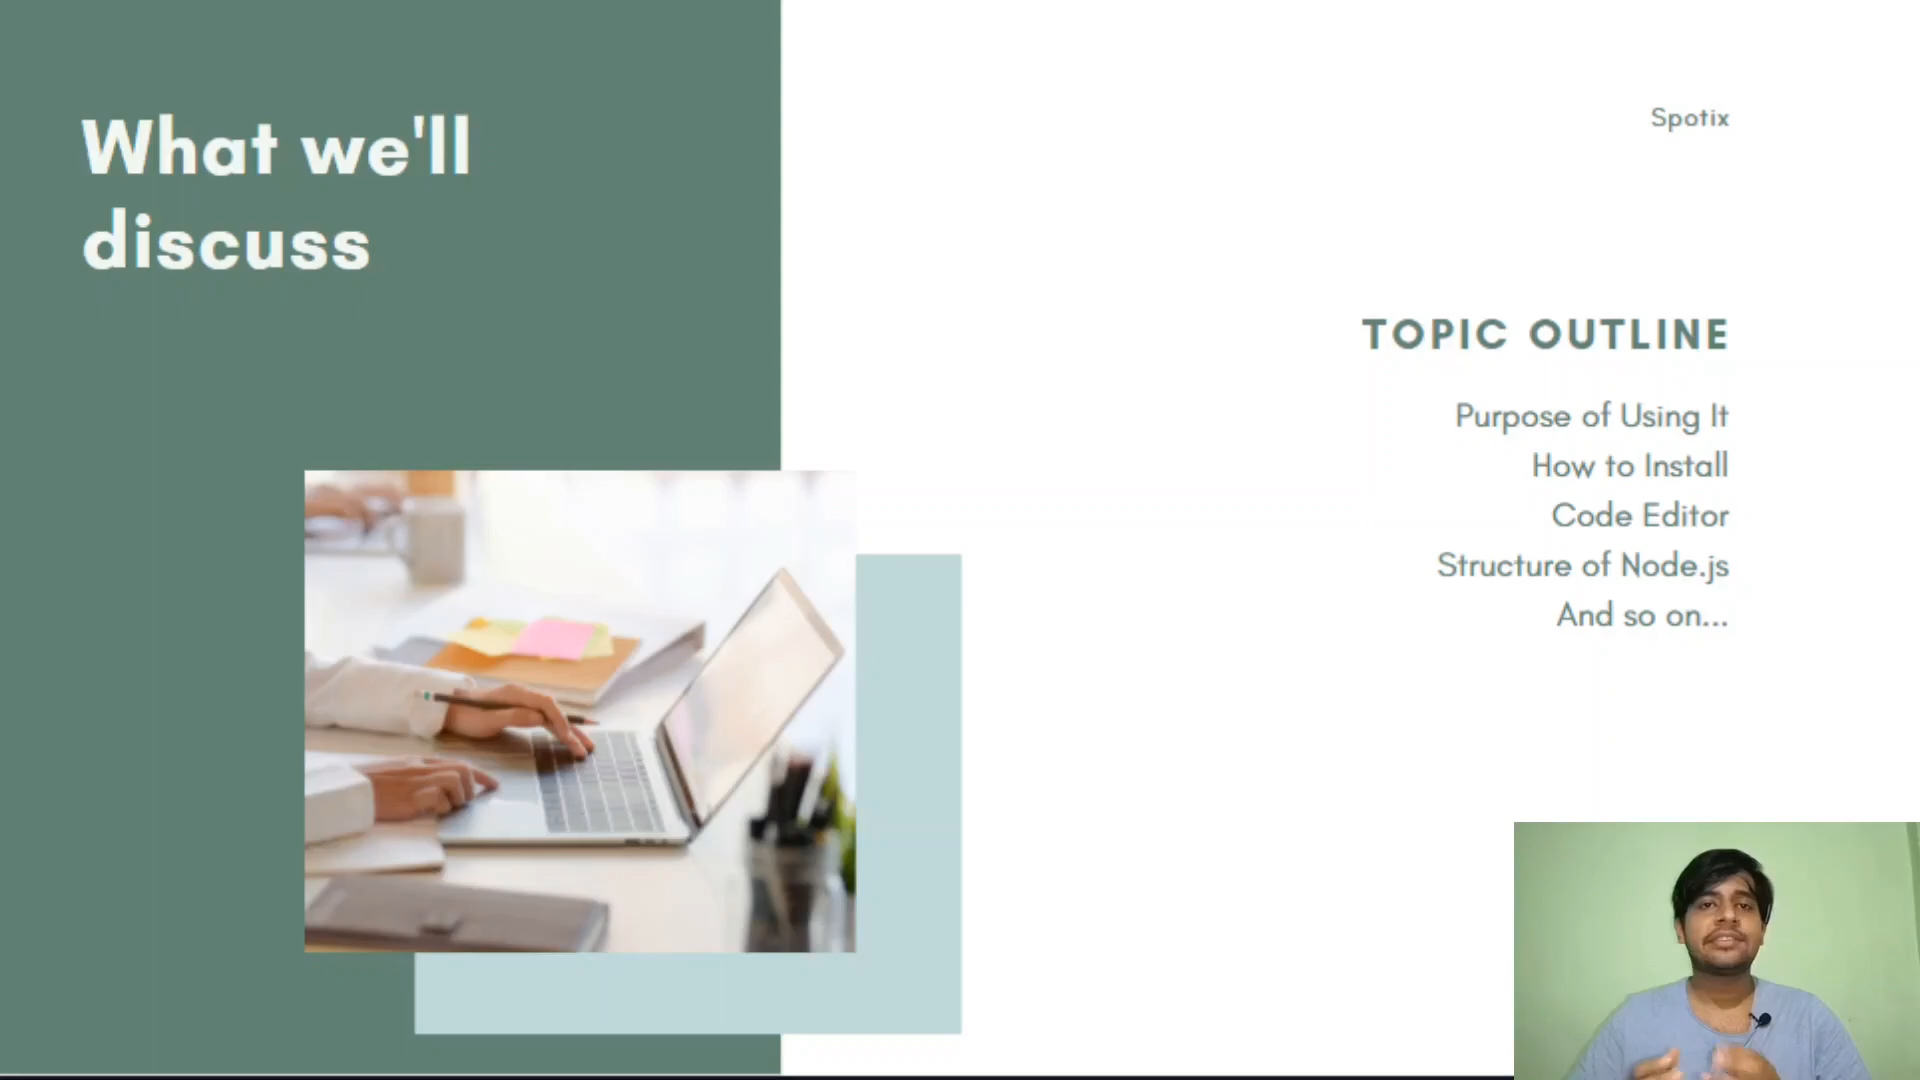 What we'll
discuss
Spotix
TOPIC OUTLINE
Purpose of Using It
How to Install
Code Editor
Structure of Node.js
And so on...